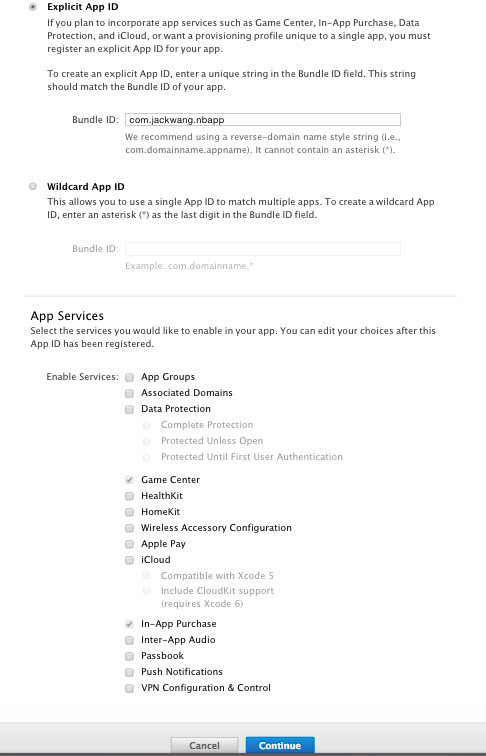 Explicit App ID
If you plan to incorporate app services such as Game Center, In-App Purchase, Data
Protection, and iCloud, or want a provisioning profile unique to a single app, you must
register an explicit App ID for your app.
To create an explicit App ID, enter a unique string in the Bundle ID field. This string
should match the Bundle ID of your app.
Bundle ID: com.jackwang.nbapp
We recommend using a reverse-domain name style string (i.e.,
com.domainname.appname). It cannot contain an asterisk (*).
Wildcard App ID
This allows you to use a single App ID to match multiple apps. To create a wildcard App
ID, enter an asterisk (*) as the last digit in the Bundle ID field.
Bundle ID:
Example: com.domainname.*
App Services
Select the services you would like to enable in your app. You can edit your choices after this
App ID has been registered.
Enable Services: App Groups
Associated Domains
Data Protection
Complete Protection
Protected Unless Open
Protected Until First User Authentication
Game Center
HealthKit
HomeKit
Wireless Accessory Configuration
Apple Pay
iCloud
Compatible with Xcode 5
Include CloudKit support
(requires Xcode 6)
In-App Purchase
Inter-App Audio
Passbook
Push Notifications
VPN Configuration & Control
Cancel Continue